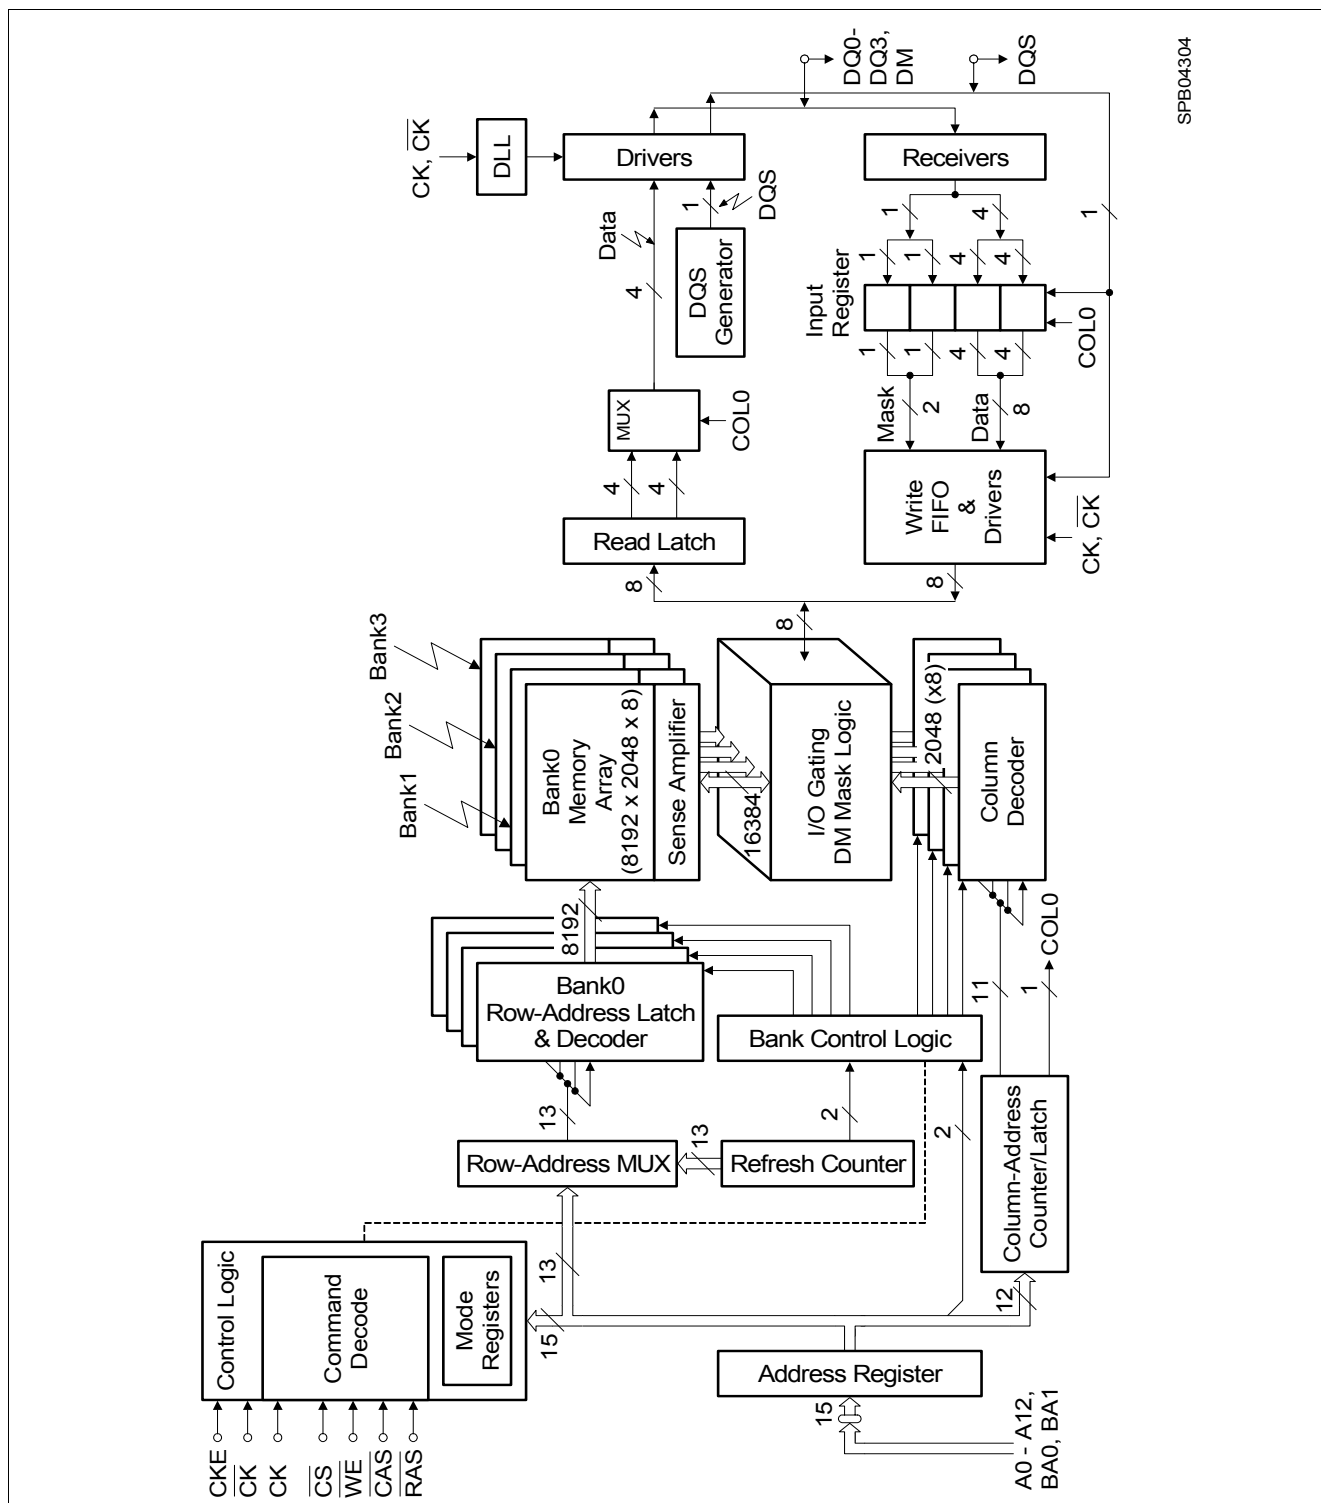 CKE
CK
CK
CS
WE
CAS
RAS
Control Logic
Command
Decode
Mode
Registers
15
13
Row-Address MUX
13
13
Refresh Counter
2
Address Register
15
A0 - A12,
BA0, BA1
2
12
Column-Address
Counter/Latch
11
1
COL0
Bank Control Logic
Bank0
Row-Address Latch
& Decoder
8192
Bank0
Memory
Array
(8192 x 2048 x 8)
Sense Amplifier
Bank1
Bank2
Bank3
16384
I/O Gating
DM Mask Logic
2048 (x8)
Column
Decoder
8
8
8
Read Latch
4
4
MUX
COL0
4
Data
DQS
Generator
1
DQS
CK, CK
DLL
Drivers
DQ0-
DQ3,
DM
DQS
Receivers
1
4
1
1
4
4
Input
Register
COL0
1
1
4
4
Mask
2
Data
8
Write
FIFO
&
Drivers
CK, CK
1
SPB04304